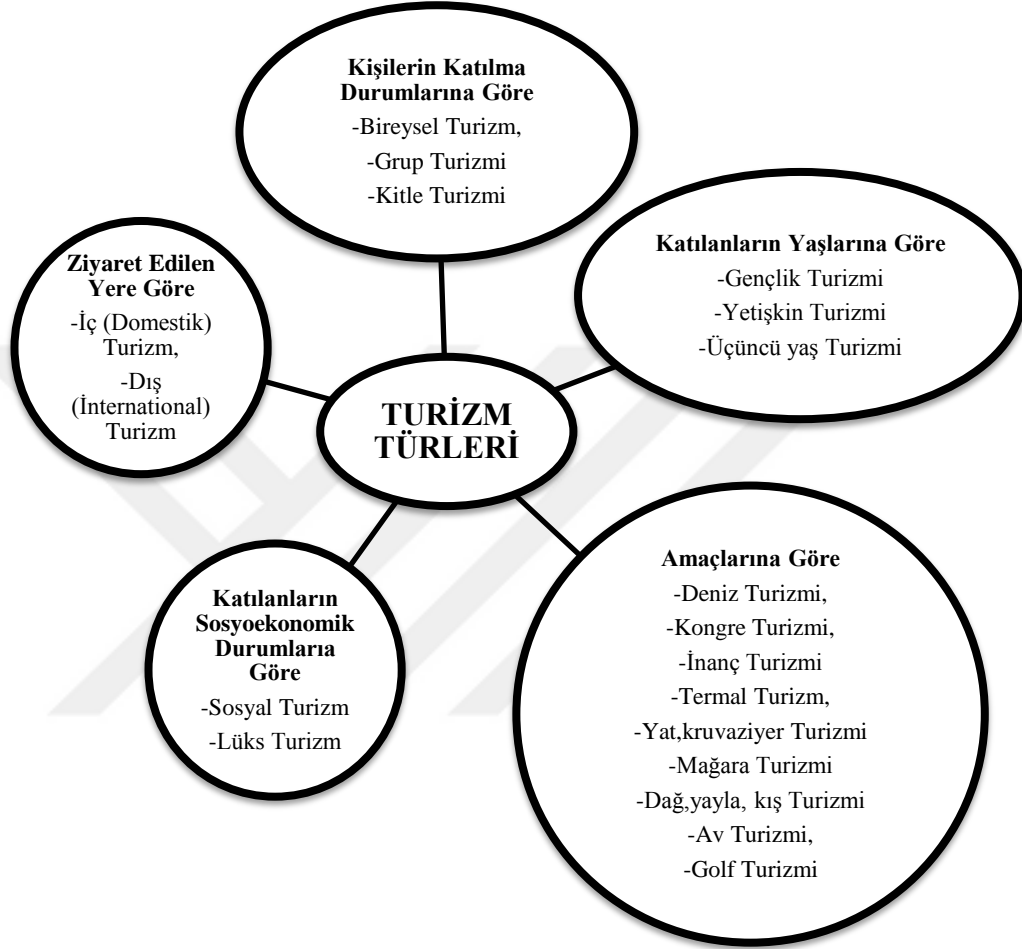 Kişilerin Katılma
Durumlarına Göre
-Bireysel Turizm,
-Grup Turizmi
-Kitle Turizmi
Katılanların Yaşlarına Göre
-Gençlik Turizmi
-Yetişkin Turizmi
-Üçüncü yaş Turizmi
Ziyaret Edilen
Yere Göre
-İç (Domestik)
Turizm,
-Dış
(İnternational)
Turizm
TURİZM
TÜRLERİ
Katılanların
Sosyoekonomik
Durumlarıa
Göre
-Sosyal Turizm
-Lüks Turizm
Amaçlarına Göre
-Deniz Turizmi,
-Kongre Turizmi,
-İnanç Turizmi
-Termal Turizm,
-Yat,kruvaziyer Turizmi
-Mağara Turizmi
-Dağ,yayla, kış Turizmi
-Av Turizmi,
-Golf Turizmi